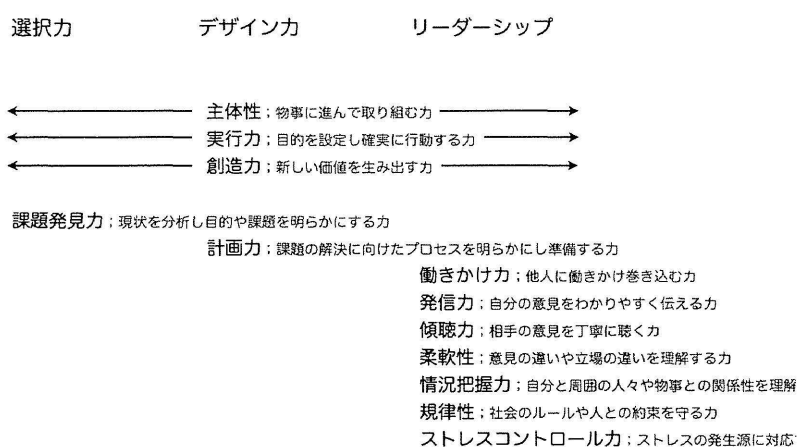 選択力 デザイン力 リーダーシップ
主体性；物事に進んで取り組む力
実行力；目的を設定し確実に行動する力
創造力；新しい価値を生み出す力
課題発見力；現状を分析し目的や課題を明らかにする力
計画力；課題の解決に向けたプロセスを明らかにし準備する力
働きかけ力；他人に働きかけ巻き込む力
発信力；自分の意見をわかりやすく伝える力
傾聴力；相手の意見を丁寧に聴く力
柔軟性；意見の違いや立場の違いを理解する力
情況把握力；自分と周囲の人々や物事との関係性を理解
規律性；社会のルールや人との約束を守る力
ストレスコントロール力；ストレスの発生源に対応